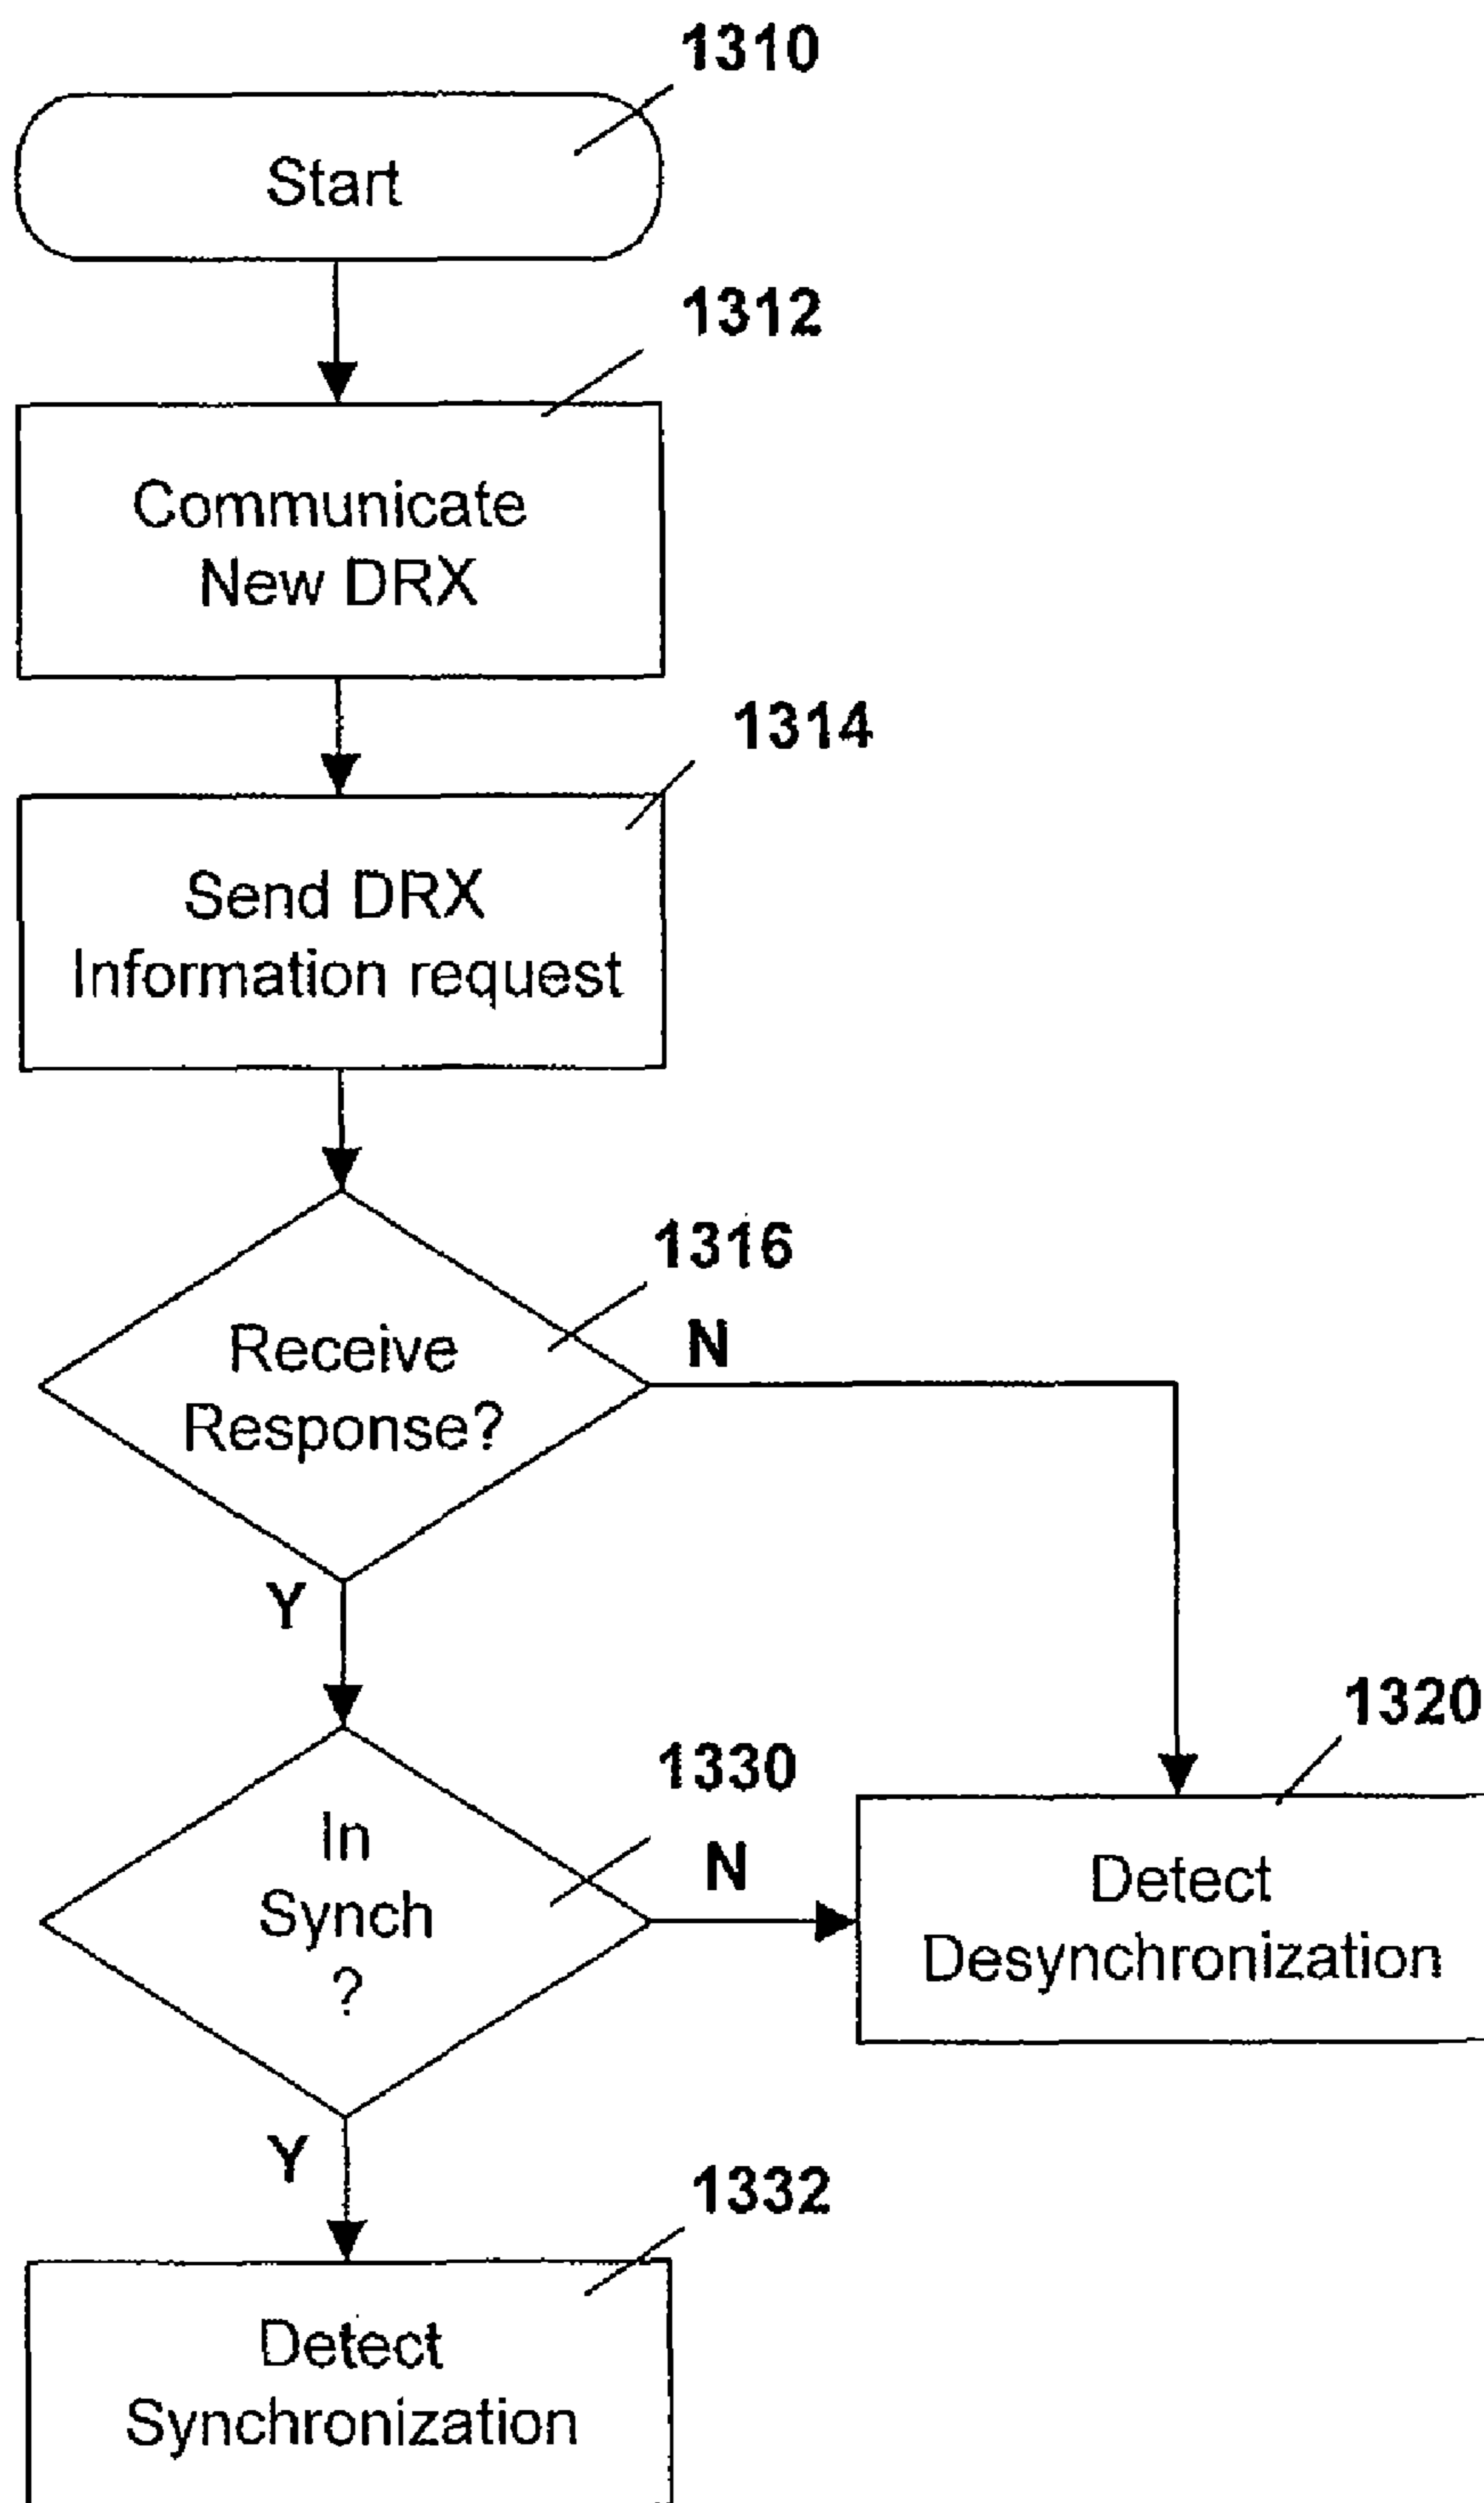 1310
Start
1312
Communicate
New DRX
1314
Send DRX
Information request
1316
N
Receive
Response?
Y
1320
1330
N
In
Synch
?
Detect
Desynchronization
Y
1332
Detect
Synchronization